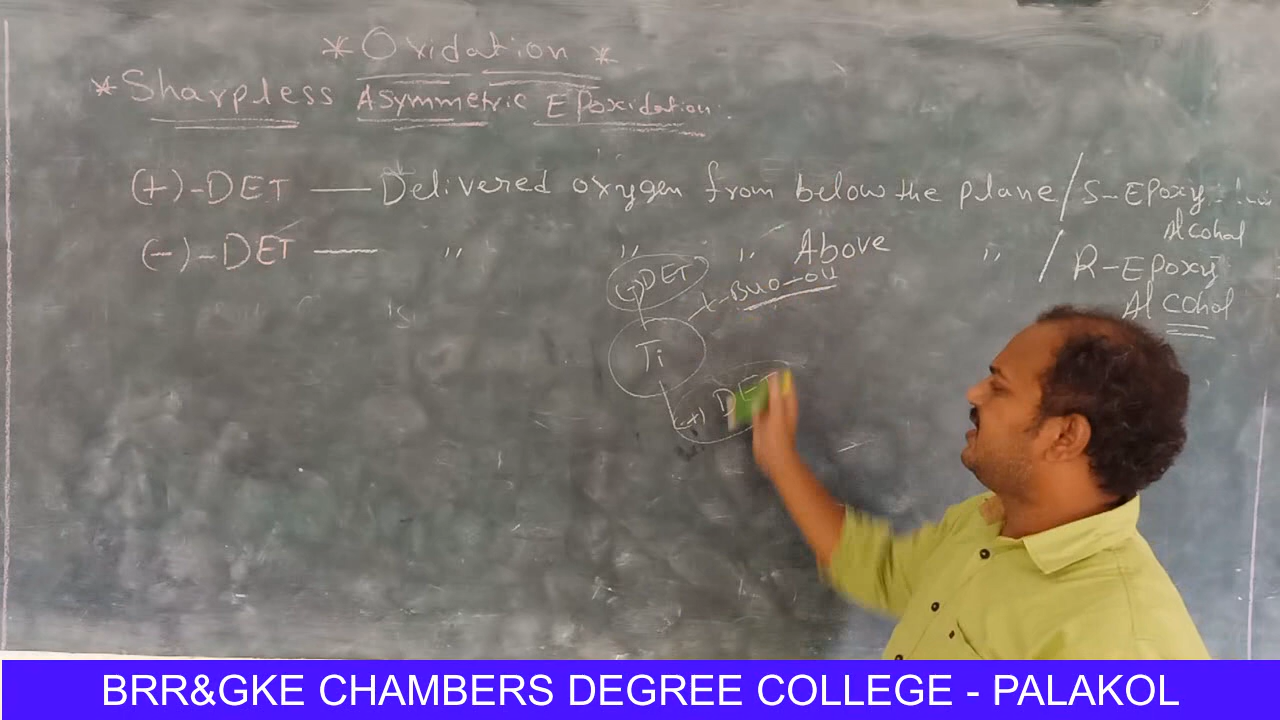 * Oxidation *
* Sharpless Asymmetric EPoxidation.
(+)-DET — Delivered oxygen from below the plane / S-EPoxy
Alcohol
(-)-DET — " " " Above " / R-EPoxy
Alcohol
(-) DET
t-BuO-OH
Ti
(+) DET
BRR&GKE CHAMBERS DEGREE COLLEGE - PALAKOL